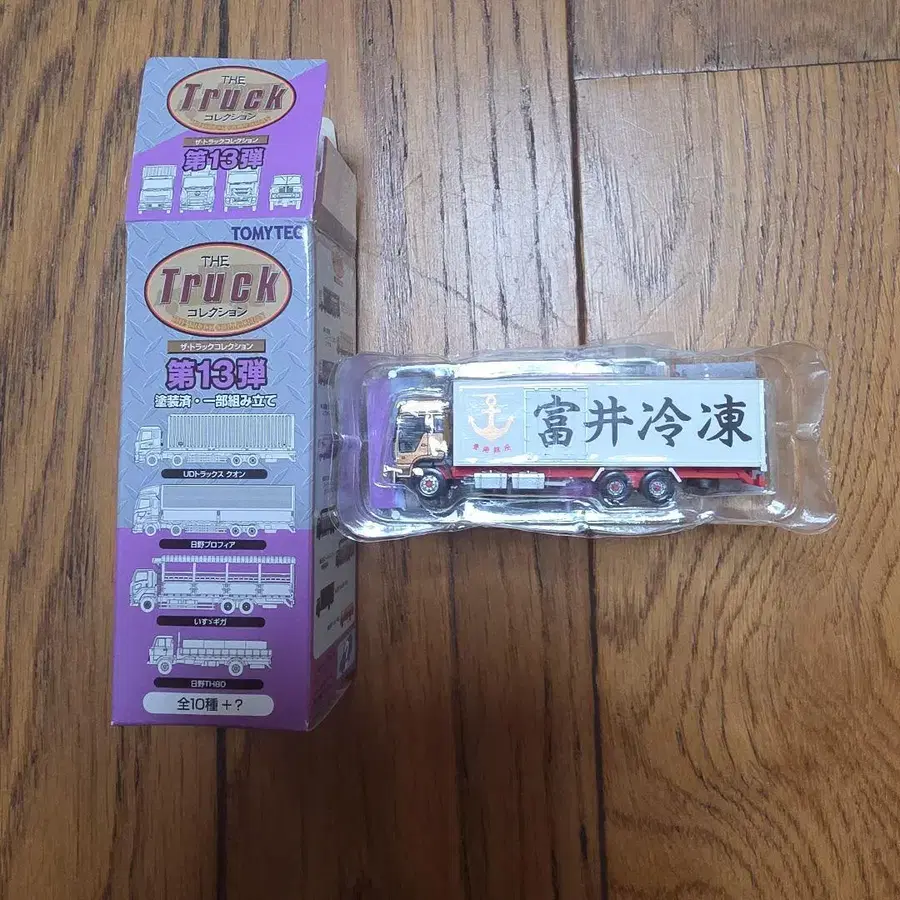 THE
Truck
コレクション
ザ・トラックコレクション
第13弾
TOMYTEC
THE
Truck
コレクション
THE TRUCK COLLECTION
ザ・トラックコレクション
第13弾
塗装済・一部組み立て
UDトラックス クオン
日野プロフィア
いすゞギガ
日野TH80
全10種+?
富井冷凍